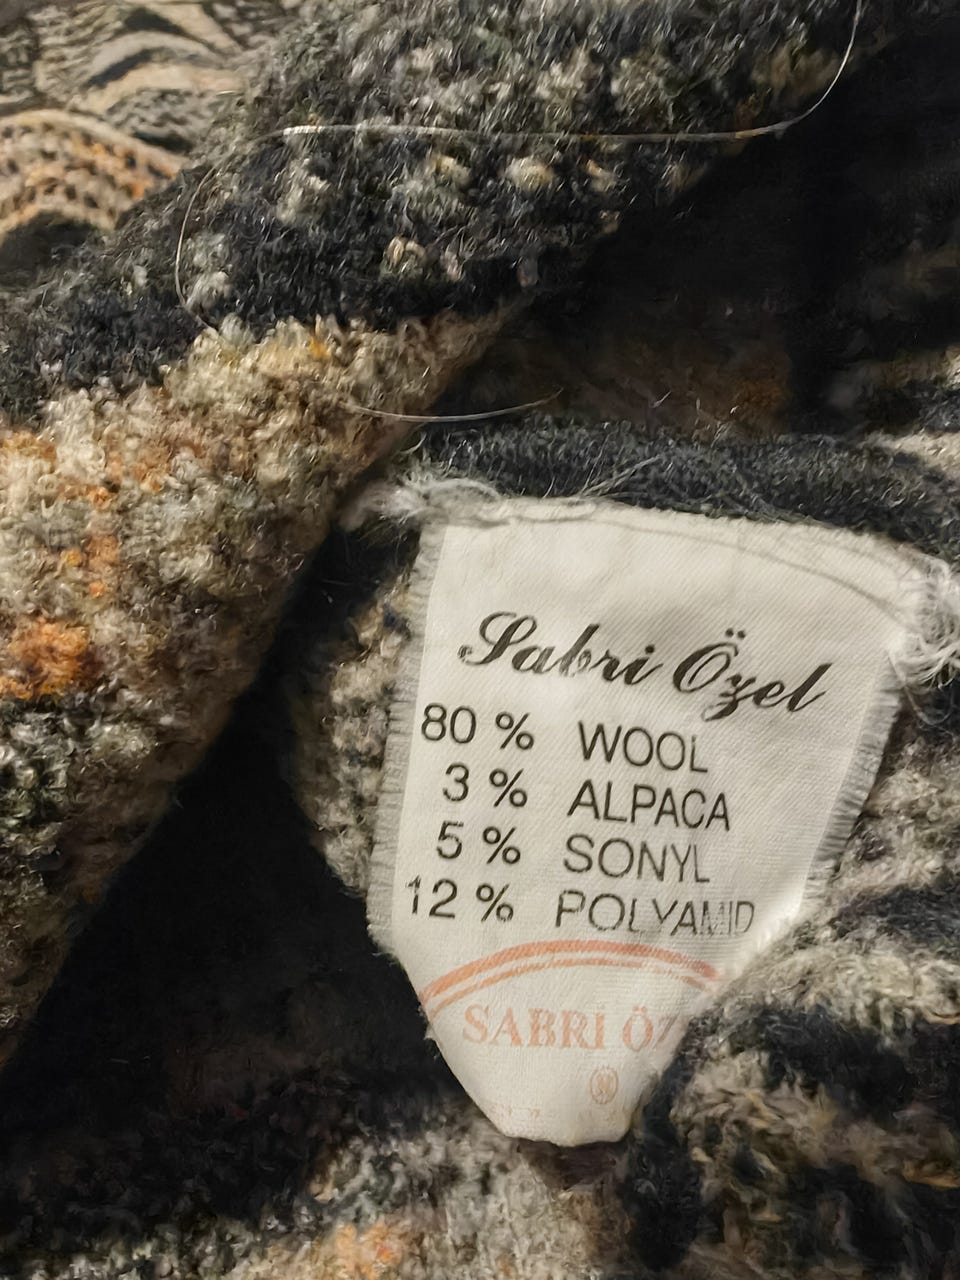 Sabri Özel
80 % WOOL
3 % ALPACA
5 % SONYL
12 % POLYAMID
SABRİ ÖZ